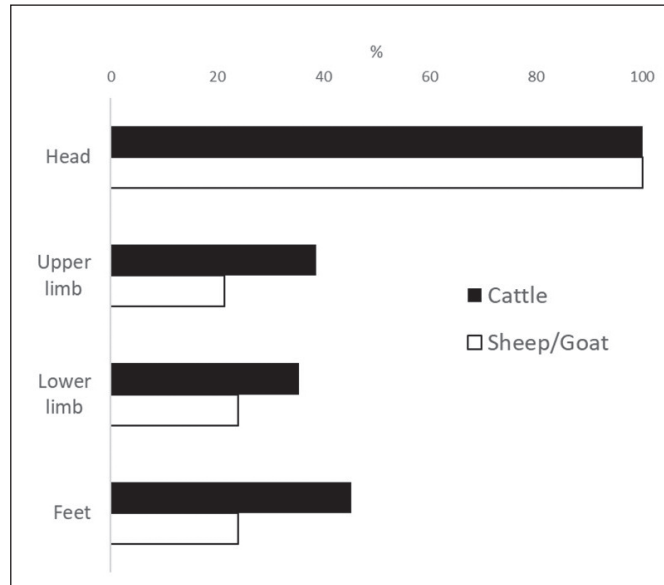 %
0 20 40 60 80 100
Head
Upper
limb
Cattle
Sheep/Goat
Lower
limb
Feet